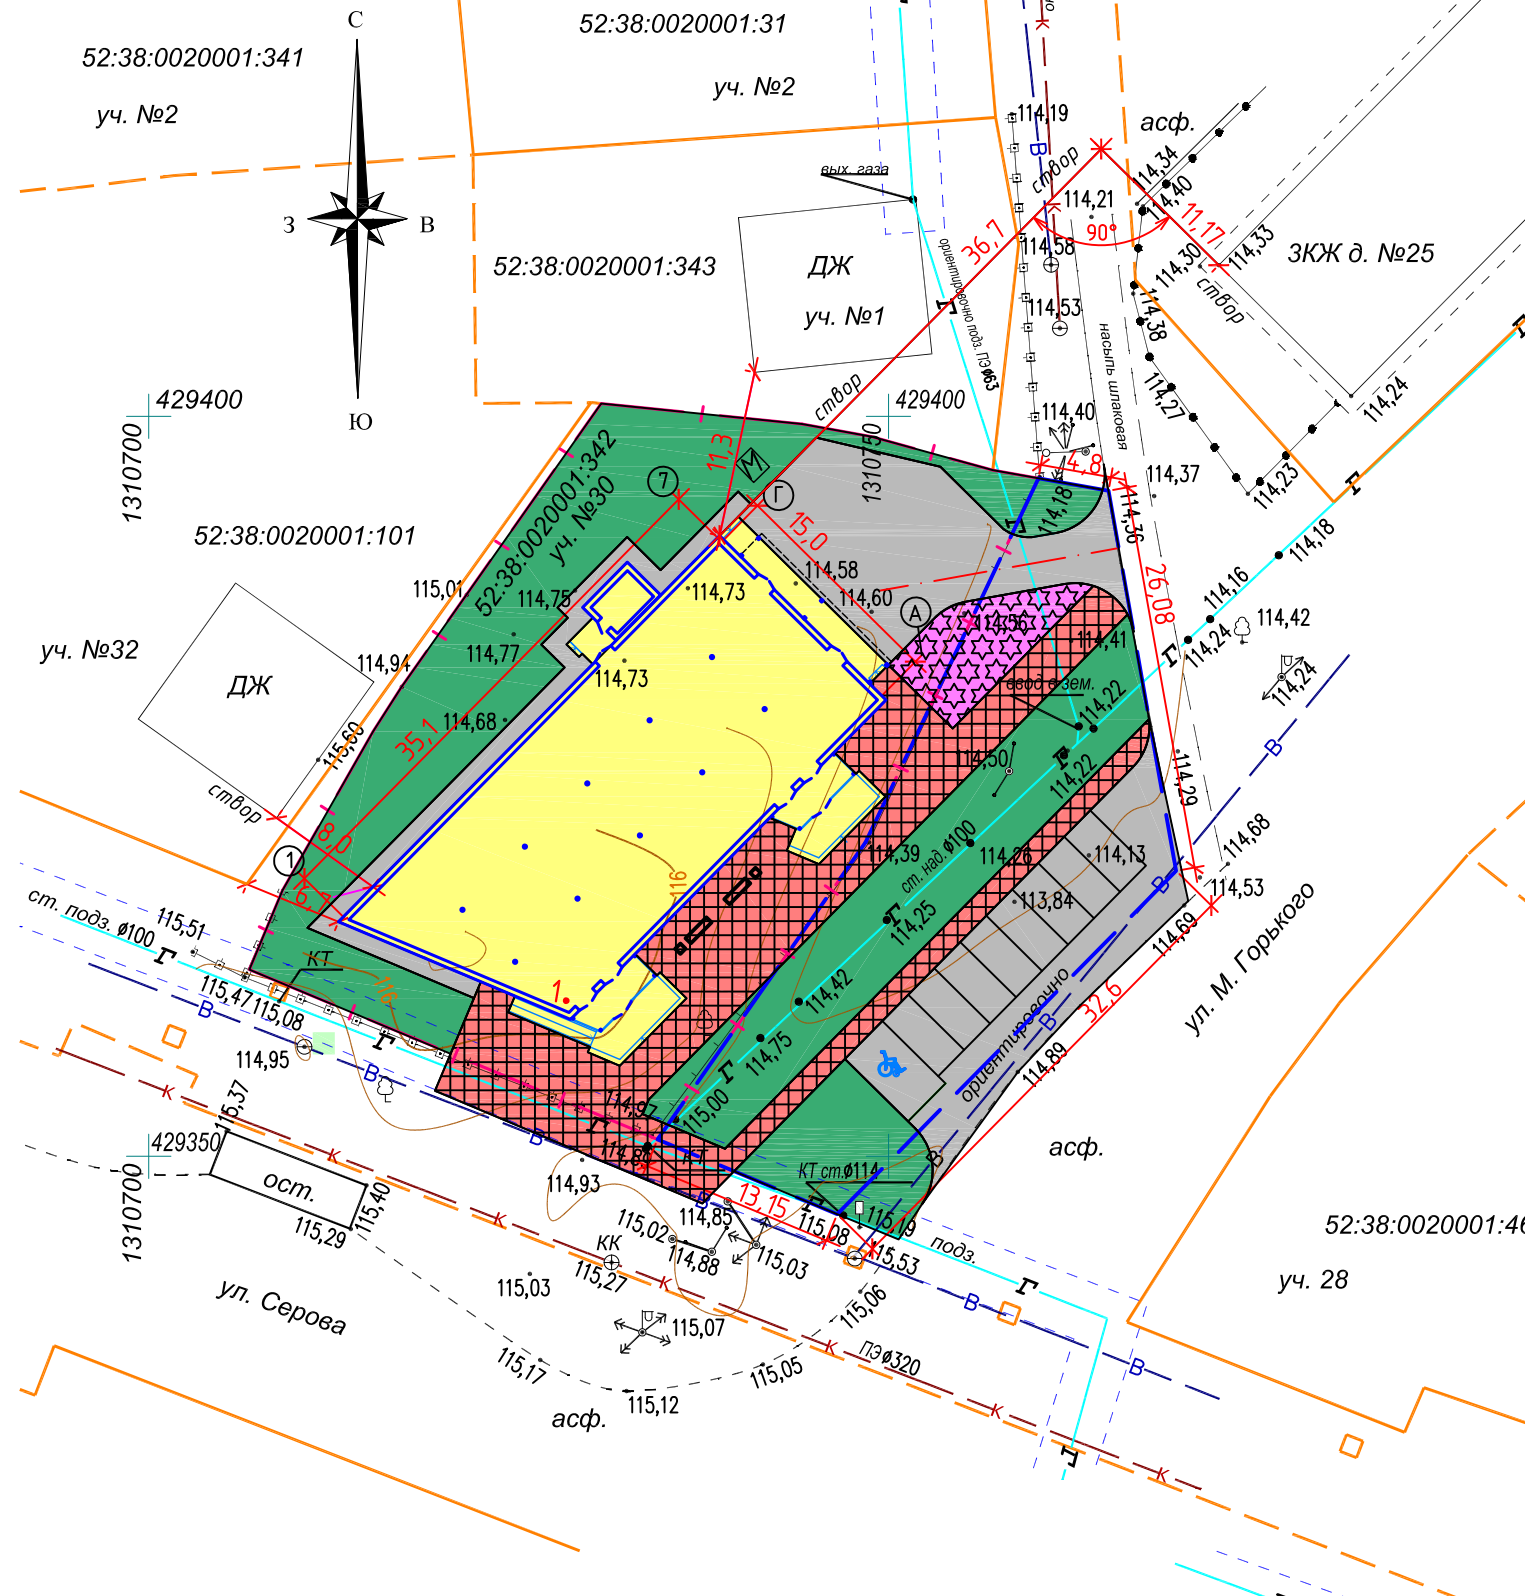 С
З
В
Ю
52:38:0020001:341
уч. №2
52:38:0020001:31
уч. №2
вых. газа
52:38:0020001:343
ДЖ
уч. №1
114,19
асф.
створ
В
К
К
114,34
114,40
114,21
90°
11,17
114,33
36,7
114,58
114,30
створ
3КЖ д. №25
ориентировочно подз. ПЭø63
Г
114,53
114,38
насыпь шлаковая
114,27
114,24
114,23
створ
429400
429400
1310700
1310750
11,3
114,40
4,8
114,18
114,36
114,37
М
7
Г
15,0
52:38:0020001:342
уч. №30
52:38:0020001:101
Г
114,18
115,01
114,75
114,73
114,58
114,60
А
26,08
114,16
114,42
114,24
Г
уч. №32
114,94
114,77
114,73
114,56
114,41
ввод в зем.
114,22
114,24
ДЖ
115,60
35,1
114,68
114,50
Г
114,22
114,29
В
створ
8,0
1
6,7
116
114,39
ст. над. ø100
114,26
114,13
114,68
114,53
113,84
В
ст. подз. ø100
115,51
Г
КТ
116
1.
Г
114,25
114,69
ул. М. Горького
115,47
115,08
В
114,42
ориентировочно
В
32,6
114,95
В
Г
114,75
114,89
К
115,37
Г
114,97
115,00
Г
114,86
КТ
асф.
429350
1310700
ост.
115,40
115,29
К
В
114,93
КТ ст.ø114
В
В
13,15
Г
115,19
115,08
115,53
подз.
Г
114,85
115,02
114,88
115,03
КК
115,27
К
К
115,03
115,07
115,06
В
52:38:0020001:46
уч. 28
ул. Серова
115,17
115,12
115,05
К
ПЭø320
В
асф.
К
Г
К